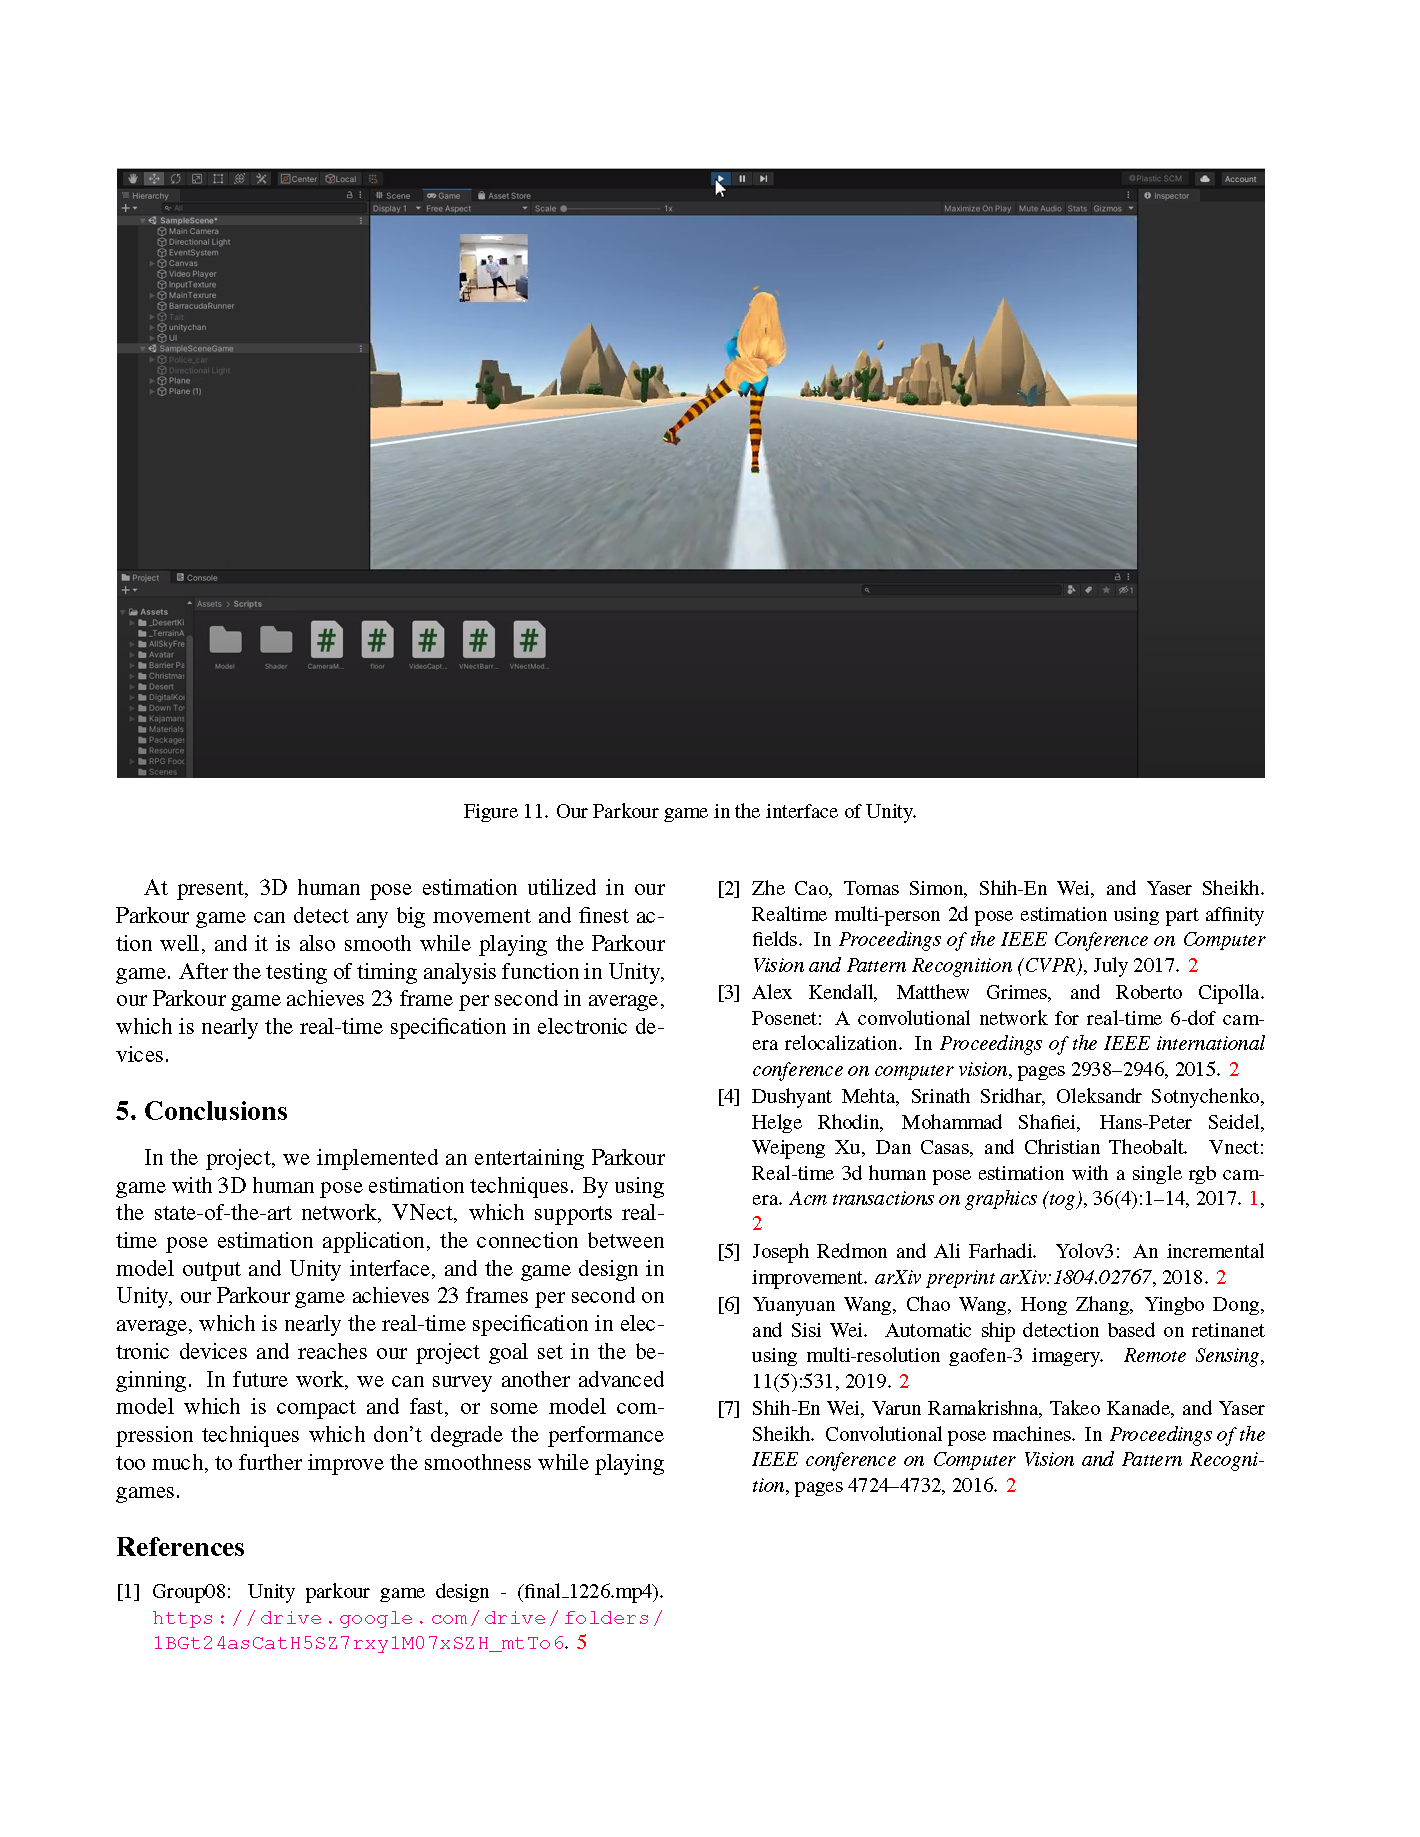 Center Local Plastic SCM Account
Hierarchy Scene Game Asset Store Inspector
All Display 1 Free Aspect Scale 1x Maximize On Play Mute Audio Stats Gizmos
SampleScene*
Main Camera
Directional Light
EventSystem
Canvas
Video Player
InputTexture
MainTexrure
BarracudaRunner
Tait
unitychan
UI
SampleSceneGame
Police_car
Directional Light
Plane
Plane (1)
Project Console
1
Assets > Scripts
Assets
_DesertKi
_TerrainA
AllSkyFre
Avatar
Barrier Pa
Christmas
Desert
DigitalKon
Down To
Kajamans
Materials
Packages
Resource
RPG Food
Scenes
# # # # #
Model Shader CameraM... floor VideoCapt... VNectBarr... VNectMod...
Figure 11. Our Parkour game in the interface of Unity.
At present, 3D human pose estimation utilized in our
Parkour game can detect any big movement and finest ac-
tion well, and it is also smooth while playing the Parkour
game. After the testing of timing analysis function in Unity,
our Parkour game achieves 23 frame per second in average,
which is nearly the real-time specification in electronic de-
vices.
5. Conclusions
In the project, we implemented an entertaining Parkour
game with 3D human pose estimation techniques. By using
the state-of-the-art network, VNect, which supports real-
time pose estimation application, the connection between
model output and Unity interface, and the game design in
Unity, our Parkour game achieves 23 frames per second on
average, which is nearly the real-time specification in elec-
tronic devices and reaches our project goal set in the be-
ginning. In future work, we can survey another advanced
model which is compact and fast, or some model com-
pression techniques which don't degrade the performance
too much, to further improve the smoothness while playing
games.
References
[1] Group08: Unity parkour game design - (final_1226.mp4).
https://drive.google.com/drive/folders/
1BGt24asCatH5SZ7rxy1M07xSZH_mtTo6. 5
[2] Zhe Cao, Tomas Simon, Shih-En Wei, and Yaser Sheikh.
Realtime multi-person 2d pose estimation using part affinity
fields. In Proceedings of the IEEE Conference on Computer
Vision and Pattern Recognition (CVPR), July 2017. 2
[3] Alex Kendall, Matthew Grimes, and Roberto Cipolla.
Posenet: A convolutional network for real-time 6-dof cam-
era relocalization. In Proceedings of the IEEE international
conference on computer vision, pages 2938–2946, 2015. 2
[4] Dushyant Mehta, Srinath Sridhar, Oleksandr Sotnychenko,
Helge Rhodin, Mohammad Shafiei, Hans-Peter Seidel,
Weipeng Xu, Dan Casas, and Christian Theobalt. Vnect:
Real-time 3d human pose estimation with a single rgb cam-
era. Acm transactions on graphics (tog), 36(4):1–14, 2017. 1,
2
[5] Joseph Redmon and Ali Farhadi. Yolov3: An incremental
improvement. arXiv preprint arXiv:1804.02767, 2018. 2
[6] Yuanyuan Wang, Chao Wang, Hong Zhang, Yingbo Dong,
and Sisi Wei. Automatic ship detection based on retinanet
using multi-resolution gaofen-3 imagery. Remote Sensing,
11(5):531, 2019. 2
[7] Shih-En Wei, Varun Ramakrishna, Takeo Kanade, and Yaser
Sheikh. Convolutional pose machines. In Proceedings of the
IEEE conference on Computer Vision and Pattern Recogni-
tion, pages 4724–4732, 2016. 2